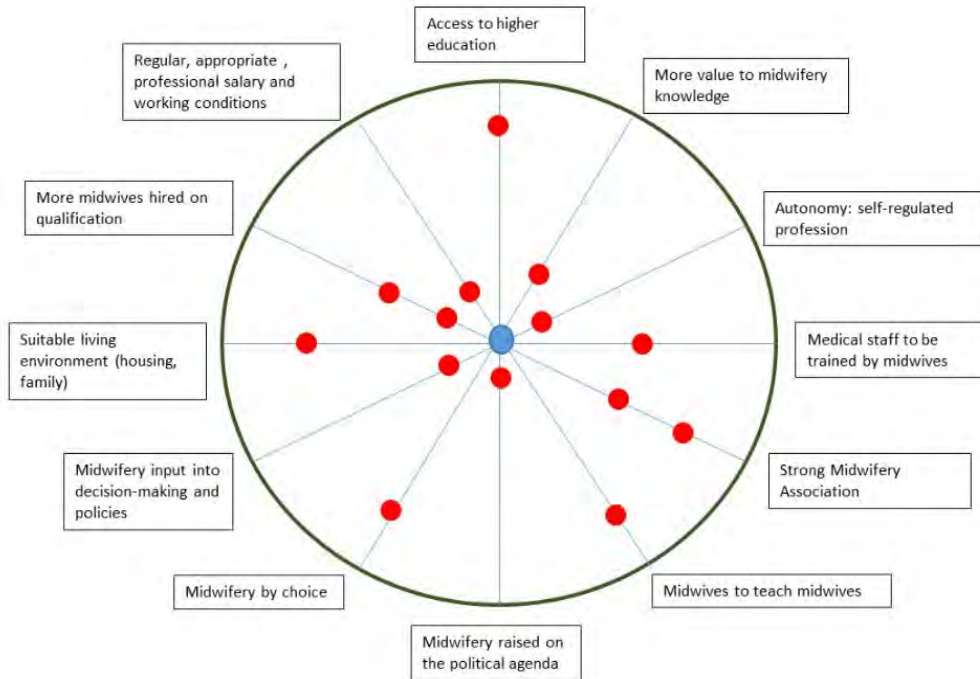 Access to higher
education
Regular, appropriate ,
professional salary and
working conditions
More value to midwifery
knowledge
More midwives hired on
qualification
Autonomy: self-regulated
profession
Suitable living
environment (housing,
family)
Medical staff to be
trained by midwives
Midwifery input into
decision-making and
policies
Strong Midwifery
Association
Midwifery by choice
Midwives to teach midwives
Midwifery raised on
the political agenda